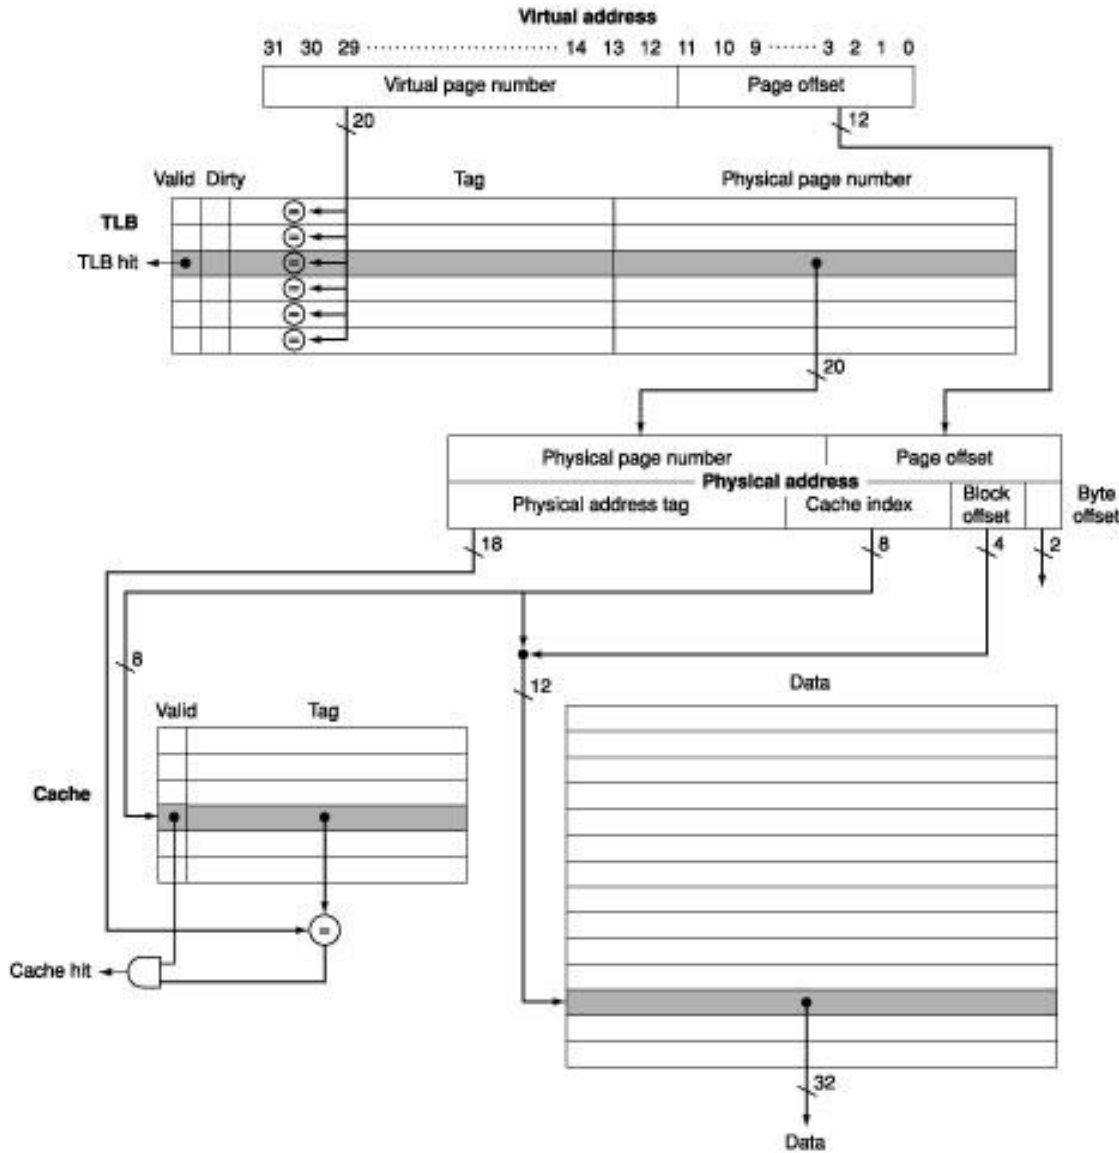 Virtual address
31 30 29 ······················· 14 13 12 11 10 9 ······· 3 2 1 0
Virtual page number Page offset
20 12
Valid Dirty Tag Physical page number
TLB
=
=
TLB hit =
=
=
=
20
Physical page number Page offset
Physical address
Physical address tag Cache index Block offset Byte offset
18 8 4 2
8
12
Data
Valid Tag
Cache
=
Cache hit
32
Data